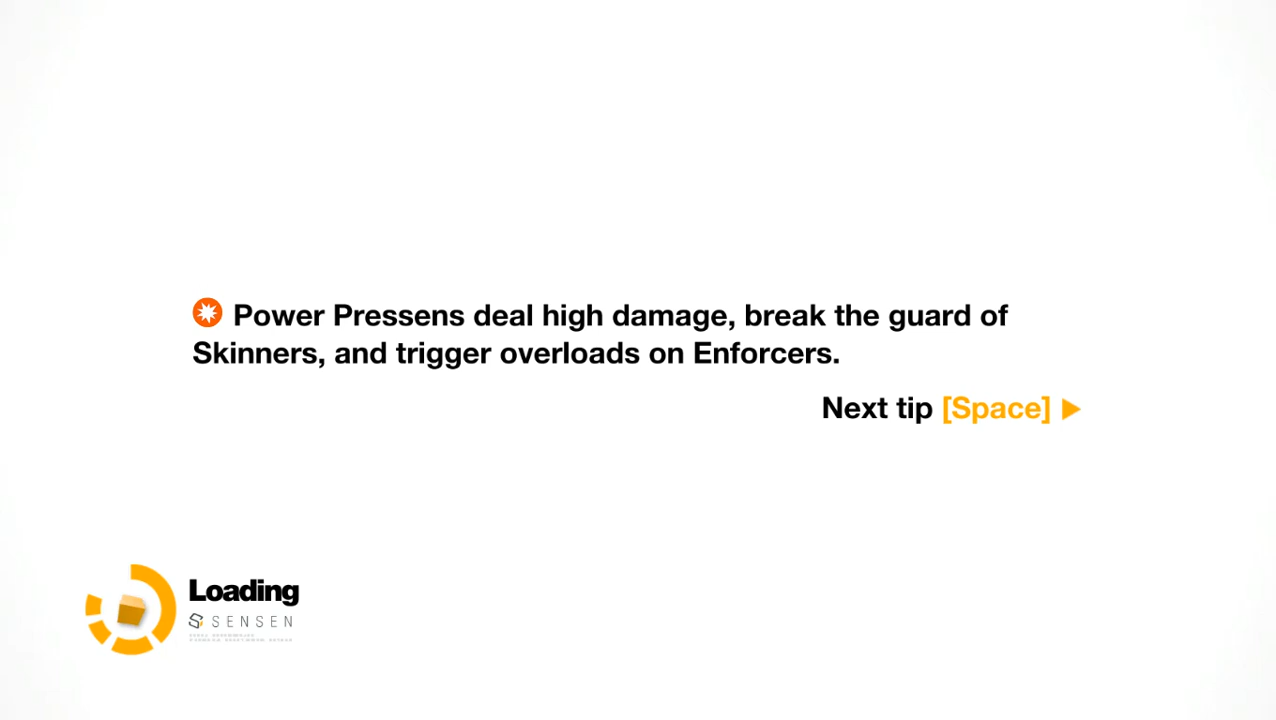 Power Pressens deal high damage, break the guard of
Skinners, and trigger overloads on Enforcers.
Next tip [Space]
Loading
SENSEN